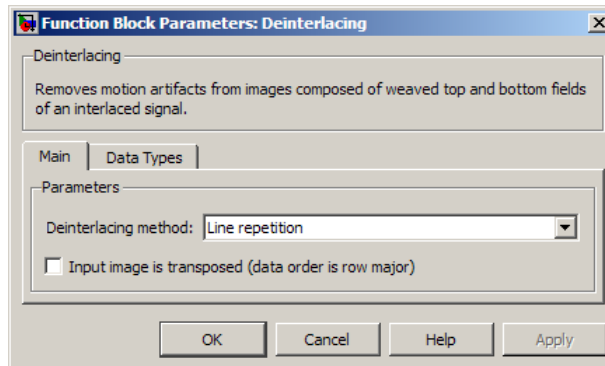 Function Block Parameters: Deinterlacing
Deinterlacing
Removes motion artifacts from images composed of weaved top and bottom fields
of an interlaced signal.
Main Data Types
Parameters
Deinterlacing method: Line repetition
Input image is transposed (data order is row major)
OK Cancel Help Apply